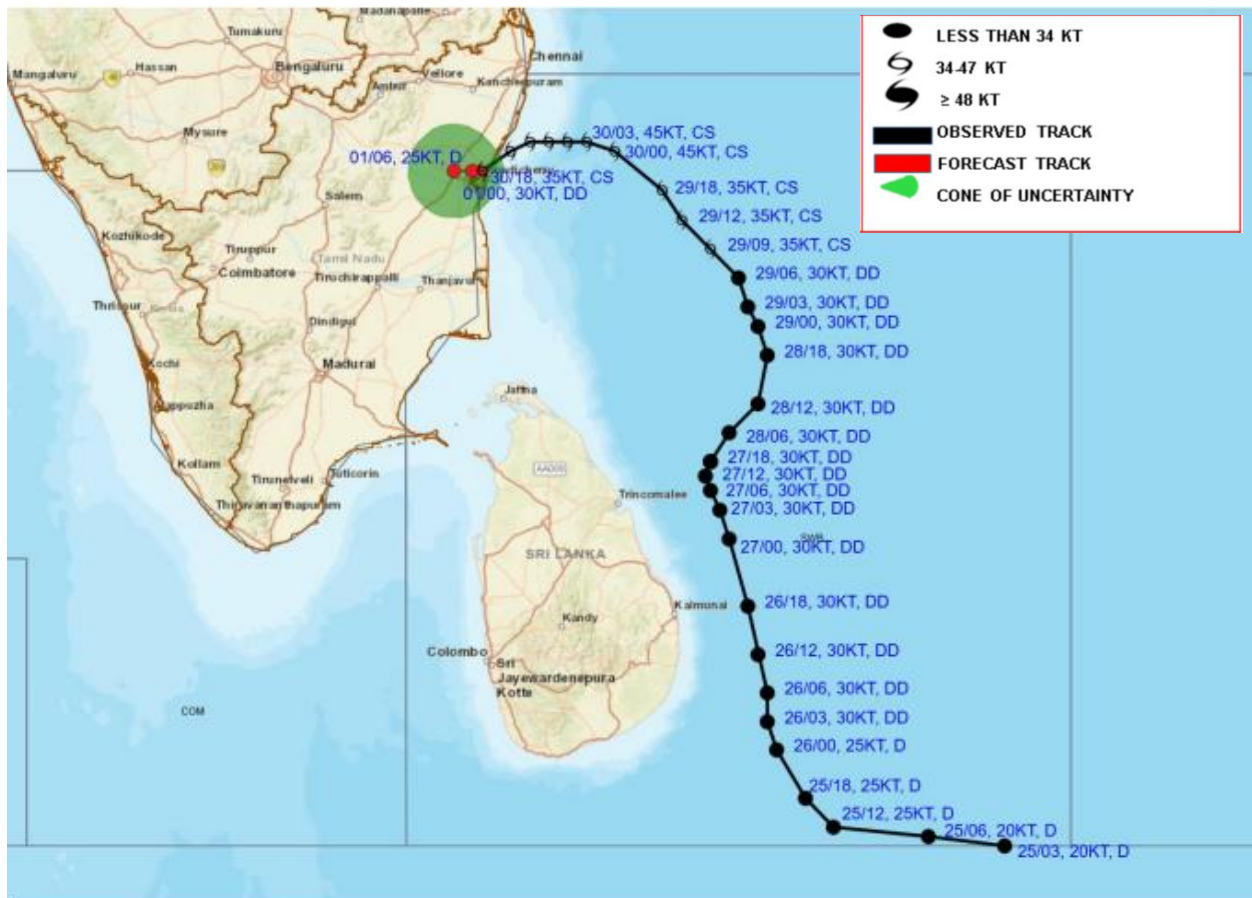 Madanapalle
Tumakuru
Mangaluru
Hassan
Bengaluru
Chennai
Vellore
Kancheepuram
Ambur
Mysore
LESS THAN 34 KT
34-47 KT
≥ 48 KT
OBSERVED TRACK
FORECAST TRACK
CONE OF UNCERTAINTY
30/03, 45KT, CS
30/00, 45KT, CS
01/06, 25KT, D
30/18, 35KT, CS
01/00, 30KT, DD
29/18, 35KT, CS
29/12, 35KT, CS
29/09, 35KT, CS
29/06, 30KT, DD
29/03, 30KT, DD
29/00, 30KT, DD
28/18, 30KT, DD
28/12, 30KT, DD
28/06, 30KT, DD
27/18, 30KT, DD
27/12, 30KT, DD
27/06, 30KT, DD
27/03, 30KT, DD
27/00, 30KT, DD
26/18, 30KT, DD
26/12, 30KT, DD
26/06, 30KT, DD
26/03, 30KT, DD
26/00, 25KT, D
25/18, 25KT, D
25/12, 25KT, D
25/06, 20KT, D
25/03, 20KT, D
Salem
Kozhikode
Tiruppur
Coimbatore
Tamil Nadu
Tiruchirappalli
Thanjavur
Thrissur
Kerala
Dindigul
Kochi
Madurai
Jaffna
Kollam
Tirunelveli
Tuticorin
Thiruvananthapuram
AA009
Trincomalee
SRI LANKA
Kandy
Kalmunai
Colombo
Sri
Jayewardenepura
Kotte
COM